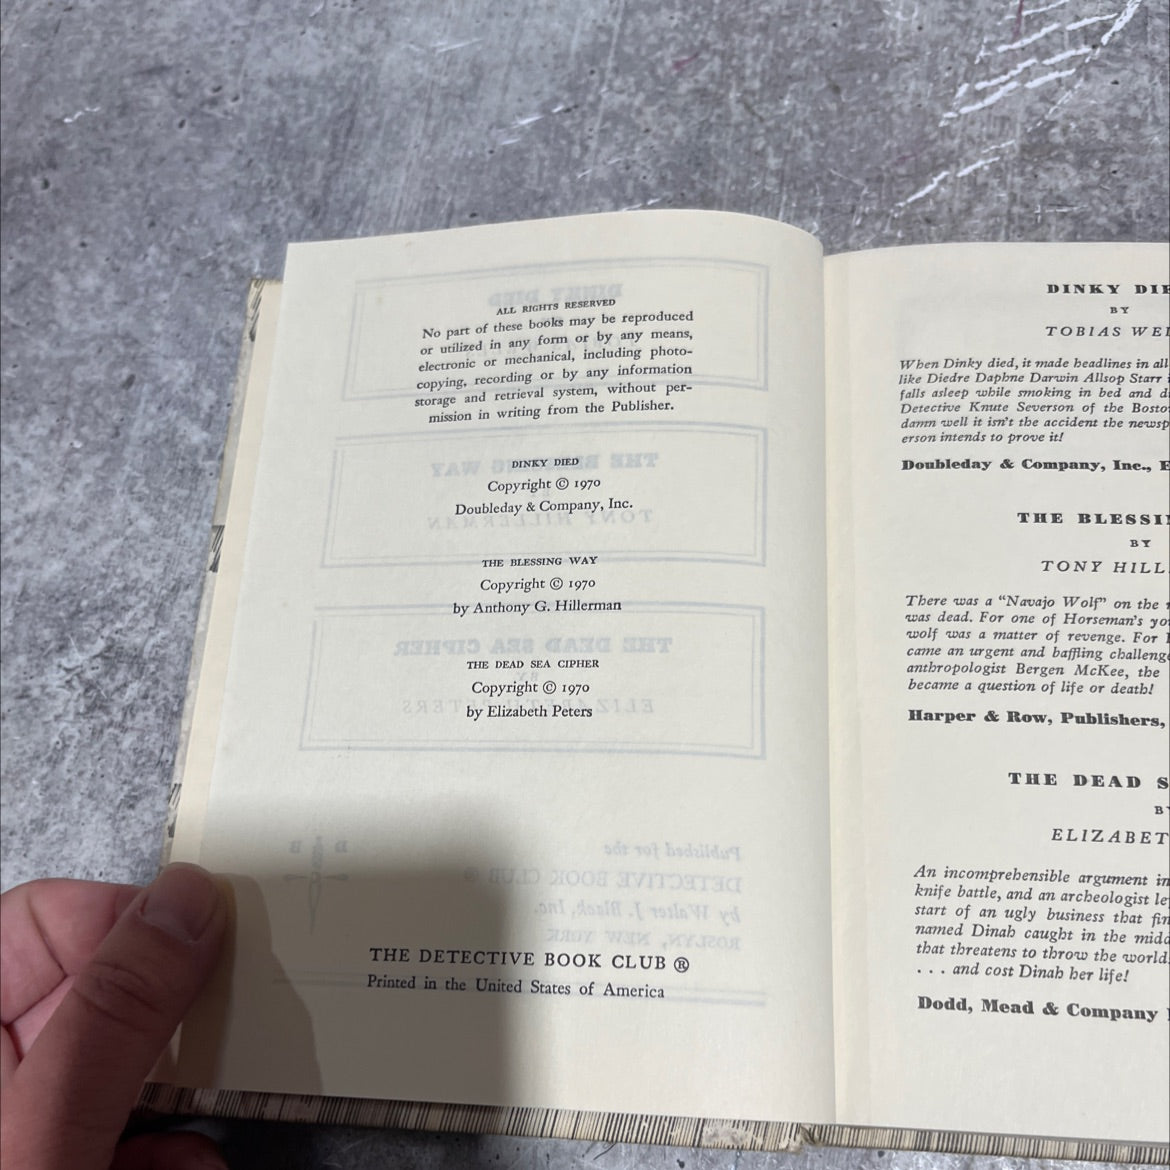 ALL RIGHTS RESERVED
No part of these books may be reproduced
or utilized in any form or by any means,
electronic or mechanical, including photo-
copying, recording or by any information
storage and retrieval system, without per-
mission in writing from the Publisher.
DINKY DIED
Copyright © 1970
Doubleday & Company, Inc.
THE BLESSING WAY
Copyright © 1970
by Anthony G. Hillerman
THE DEAD SEA CIPHER
Copyright © 1970
by Elizabeth Peters
THE DETECTIVE BOOK CLUB ®
Printed in the United States of America
DINKY DIE
BY
TOBIAS WE
When Dinky died, it made headlines in all
like Diedre Daphne Darwin Allsop Starr
falls asleep while smoking in bed and d
Detective Knute Severson of the Bosto
damn well it isn't the accident the newsp
erson intends to prove it!
Doubleday & Company, Inc., E
THE BLESSI
BY
TONY HILL
There was a "Navajo Wolf" on the
was dead. For one of Horseman's yo
wolf was a matter of revenge. For
came an urgent and baffling challenge
anthropologist Bergen McKee, the
became a question of life or death!
Harper & Row, Publishers,
THE DEAD S
B
ELIZABET
An incomprehensible argument in
knife battle, and an archeologist le
start of an ugly business that fin
named Dinah caught in the midd
that threatens to throw the world
. . . and cost Dinah her life!
Dodd, Mead & Company